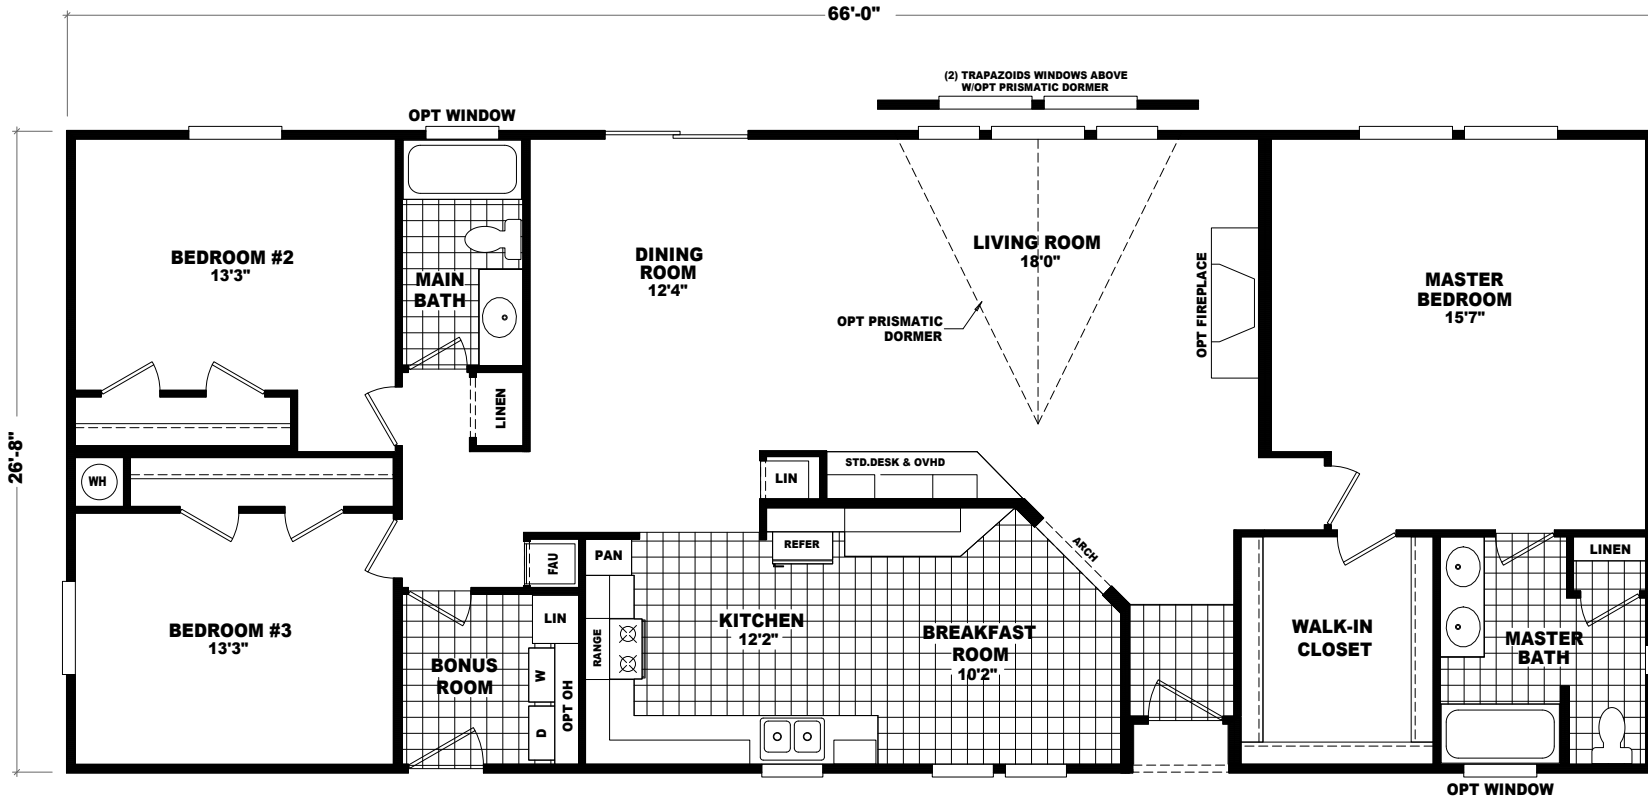 66'-0"
(2) TRAPAZOIDS WINDOWS ABOVE
W/OPT PRISMATIC DORMER
OPT WINDOW
26'-8"
BEDROOM #2
13'3"
MAIN
BATH
LINEN
DINING
ROOM
12'4"
LIVING ROOM
18'0"
OPT PRISMATIC
DORMER
OPT FIREPLACE
MASTER
BEDROOM
15'7"
WH
LIN
STD.DESK & OVHD
REFER
ARCH
FAU
PAN
LINEN
BEDROOM #3
13'3"
BONUS
ROOM
LIN
W
D
OPT OH
RANGE
KITCHEN
12'2"
BREAKFAST
ROOM
10'2"
WALK-IN
CLOSET
MASTER
BATH
OPT WINDOW